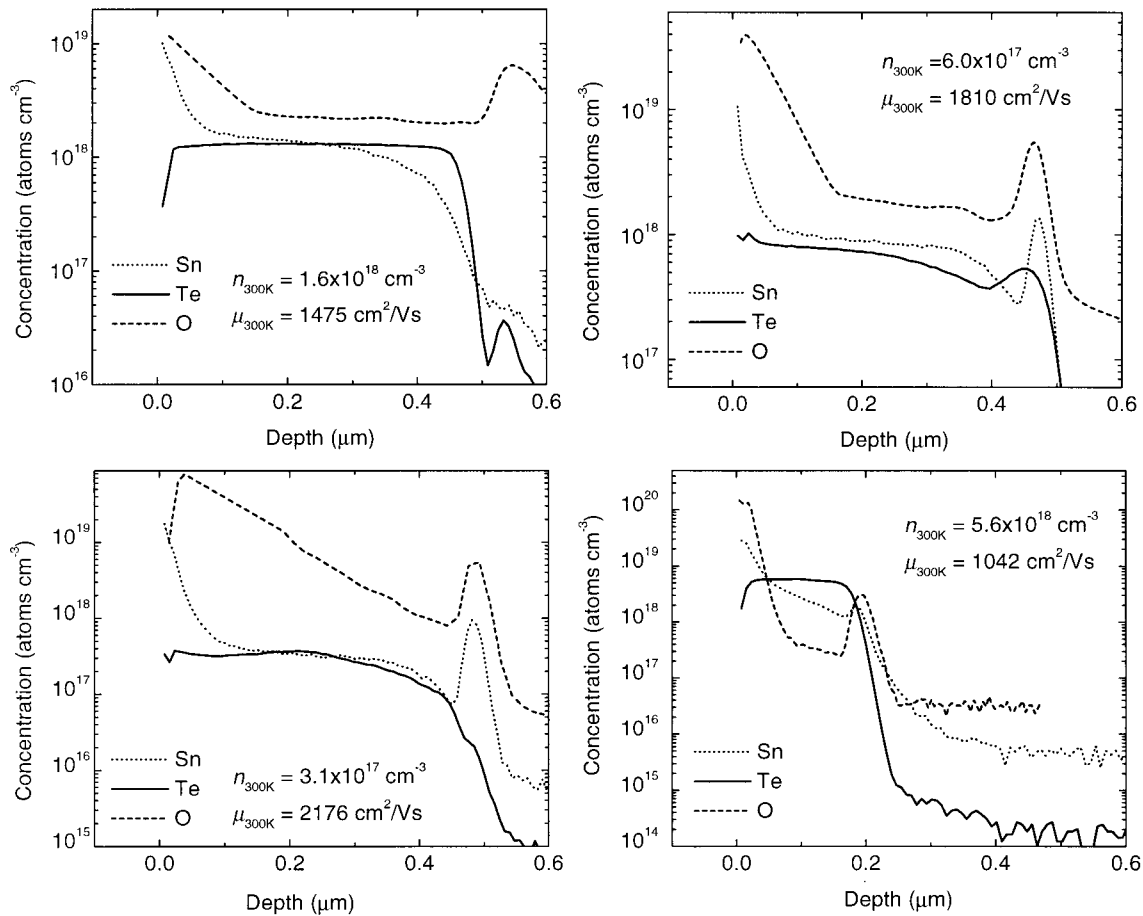 10¹⁹
10¹⁸
10¹⁷
10¹⁶
Concentration (atoms cm⁻³)
Sn
Te
O
n₃₀₀K = 1.6x10¹⁸ cm⁻³
μ₃₀₀K = 1475 cm²/Vs
0.0 0.2 0.4 0.6
Depth (μm)
10¹⁹
10¹⁸
10¹⁷
Concentration (atoms cm⁻³)
n₃₀₀K =6.0x10¹⁷ cm⁻³
μ₃₀₀K = 1810 cm²/Vs
Sn
Te
O
0.0 0.2 0.4 0.6
Depth (μm)
10¹⁹
10¹⁸
10¹⁷
10¹⁶
10¹⁵
Concentration (atoms cm⁻³)
Sn
Te
O
n₃₀₀K = 3.1x10¹⁷ cm⁻³
μ₃₀₀K = 2176 cm²/Vs
0.0 0.2 0.4 0.6
Depth (μm)
10²⁰
10¹⁹
10¹⁸
10¹⁷
10¹⁶
10¹⁵
10¹⁴
Concentration (atoms cm⁻³)
n₃₀₀K = 5.6x10¹⁸ cm⁻³
μ₃₀₀K = 1042 cm²/Vs
Sn
Te
O
0.0 0.2 0.4 0.6
Depth (μm)